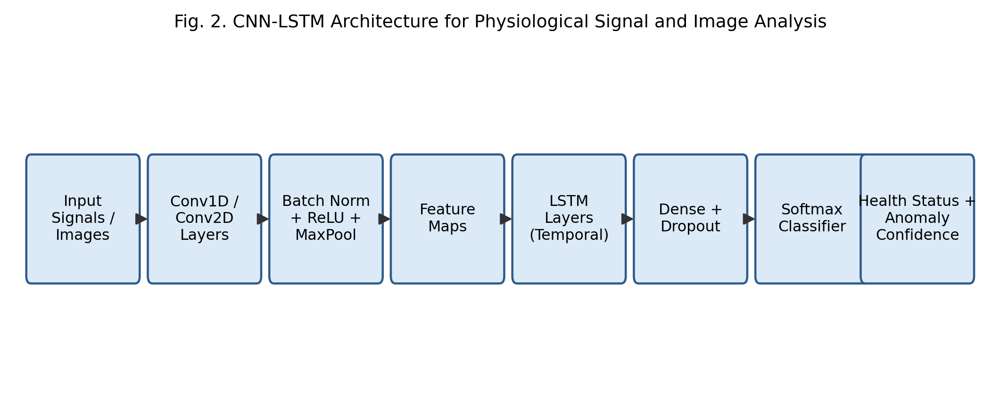 Fig. 2. CNN-LSTM Architecture for Physiological Signal and Image Analysis
Input
Signals /
Images
Conv1D /
Conv2D
Layers
Batch Norm
+ ReLU +
MaxPool
Feature
Maps
LSTM
Layers
(Temporal)
Dense +
Dropout
Softmax
Classifier
Health Status +
Anomaly
Confidence